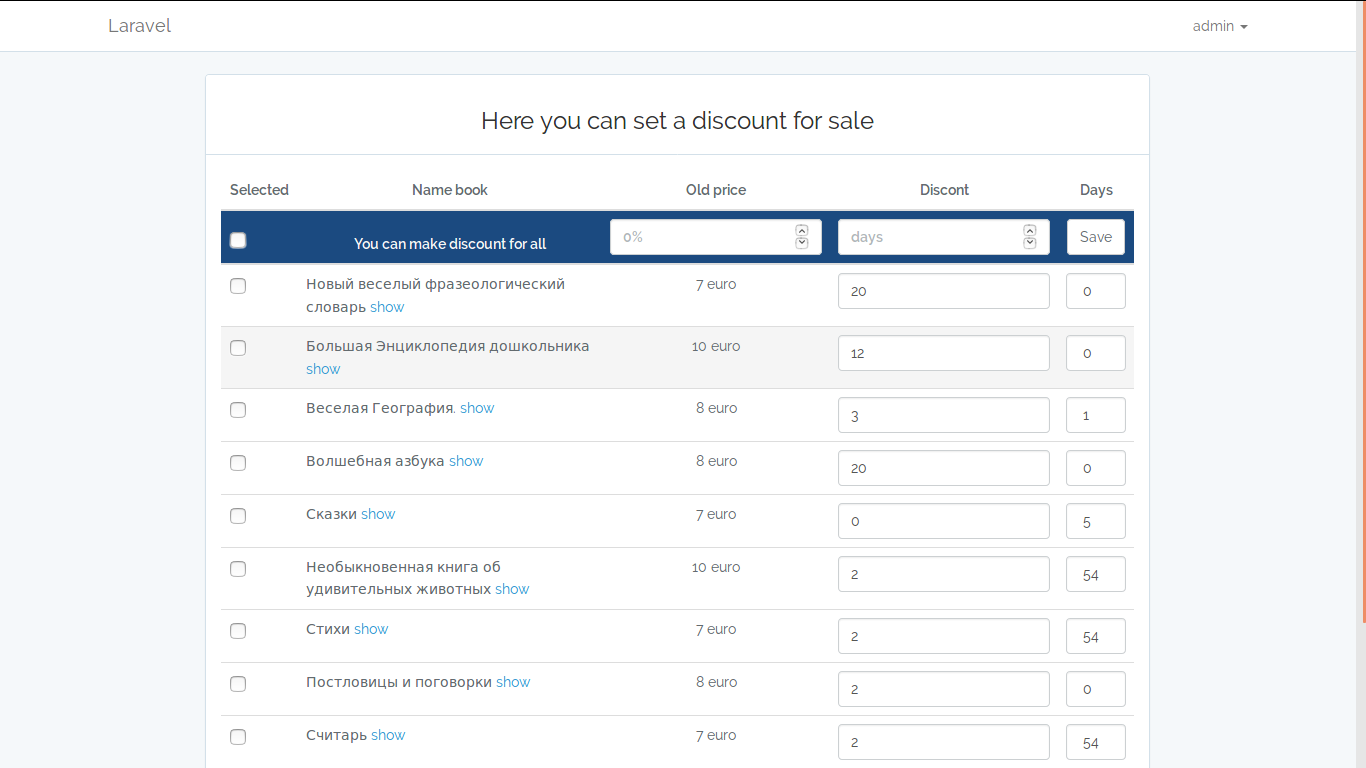 Laravel
admin
Here you can set a discount for sale
Selected Name book Old price Discont Days
You can make discount for all 0% days Save
Новый веселый фразеологический 7 euro 20 0
словарь show
Большая Энциклопедия дошкольника 10 euro 12 0
show
Веселая География. show 8 euro 3 1
Волшебная азбука show 8 euro 20 0
Сказки show 7 euro 0 5
Необыкновенная книга об 10 euro 2 54
удивительных животных show
Стихи show 7 euro 2 54
Постловицы и поговорки show 8 euro 2 0
Считарь show 7 euro 2 54